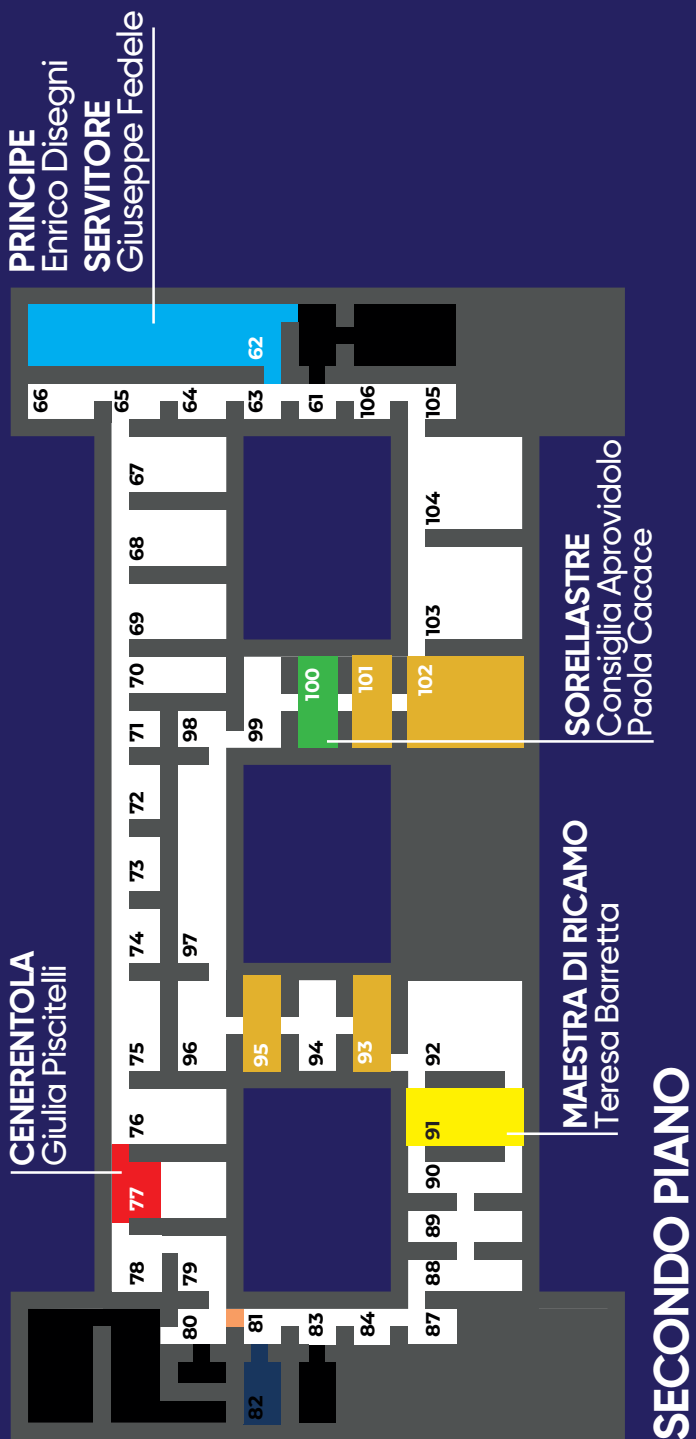 CENERENTOLA
Giulia Piscitelli
PRINCIPE
Enrico Disegni
SERVITORE
Giuseppe Fedele
66
78 77 76 75 74 73 72 71 70 69 68 67 65
80 79 96 97 98 64
82 81 95 99 63 62
83 94 100 61
84 93 101 106
87 88 89 90 91 92 102 103 104 105
SORELLASTRE
Consiglia Aprovidolo
Paola Cacace
MAESTRA DI RICAMO
Teresa Barretta
SECONDO PIANO